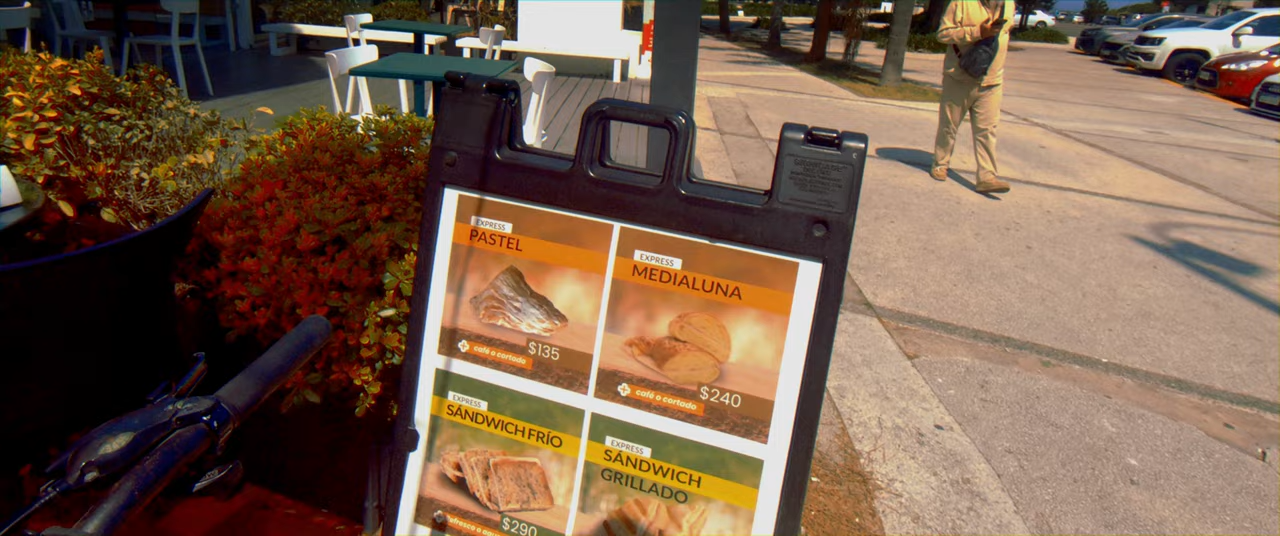 EXPRESS
PASTEL
café o cortado
$135
EXPRESS
MEDIALUNA
café o cortado
$240
EXPRESS
SÁNDWICH FRÍO
$290
EXPRESS
SÁNDWICH
GRILLADO